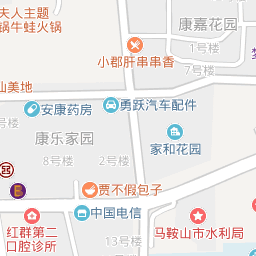 夫人主题
锅牛蛙火锅
康嘉花园
1号楼
小郡肝串串香
7号楼
山美地
安康药房
勇跃汽车配件
康乐家园
8号楼
2号楼
家和花园
E
贾不假包子
中国电信
13号楼
红群第二
口腔诊所
马鞍山市水利局